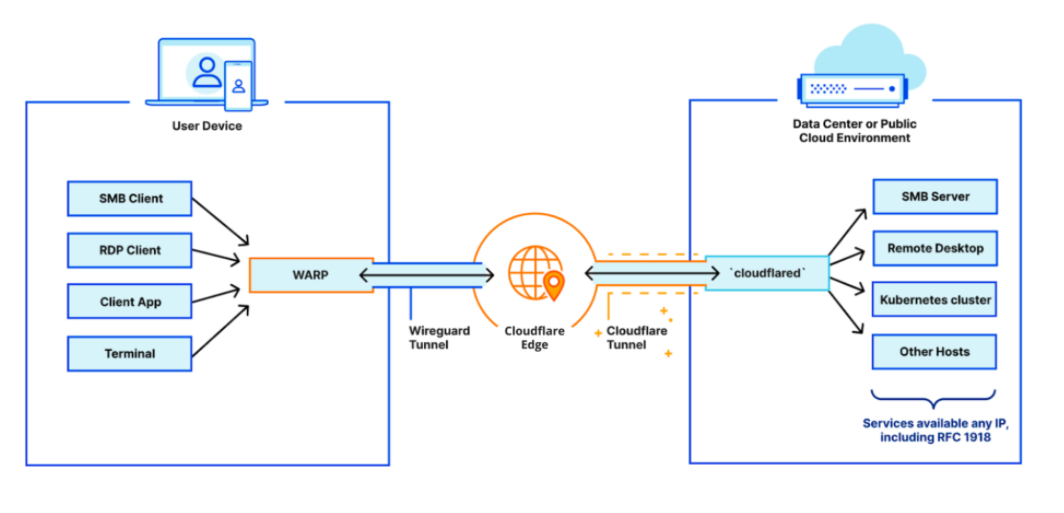 User Device
SMB Client
RDP Client
Client App
Terminal
WARP
Wireguard
Tunnel
Cloudflare
Edge
Cloudflare
Tunnel
Data Center or Public
Cloud Environment
`cloudflared`
SMB Server
Remote Desktop
Kubernetes cluster
Other Hosts
Services available any IP,
including RFC 1918